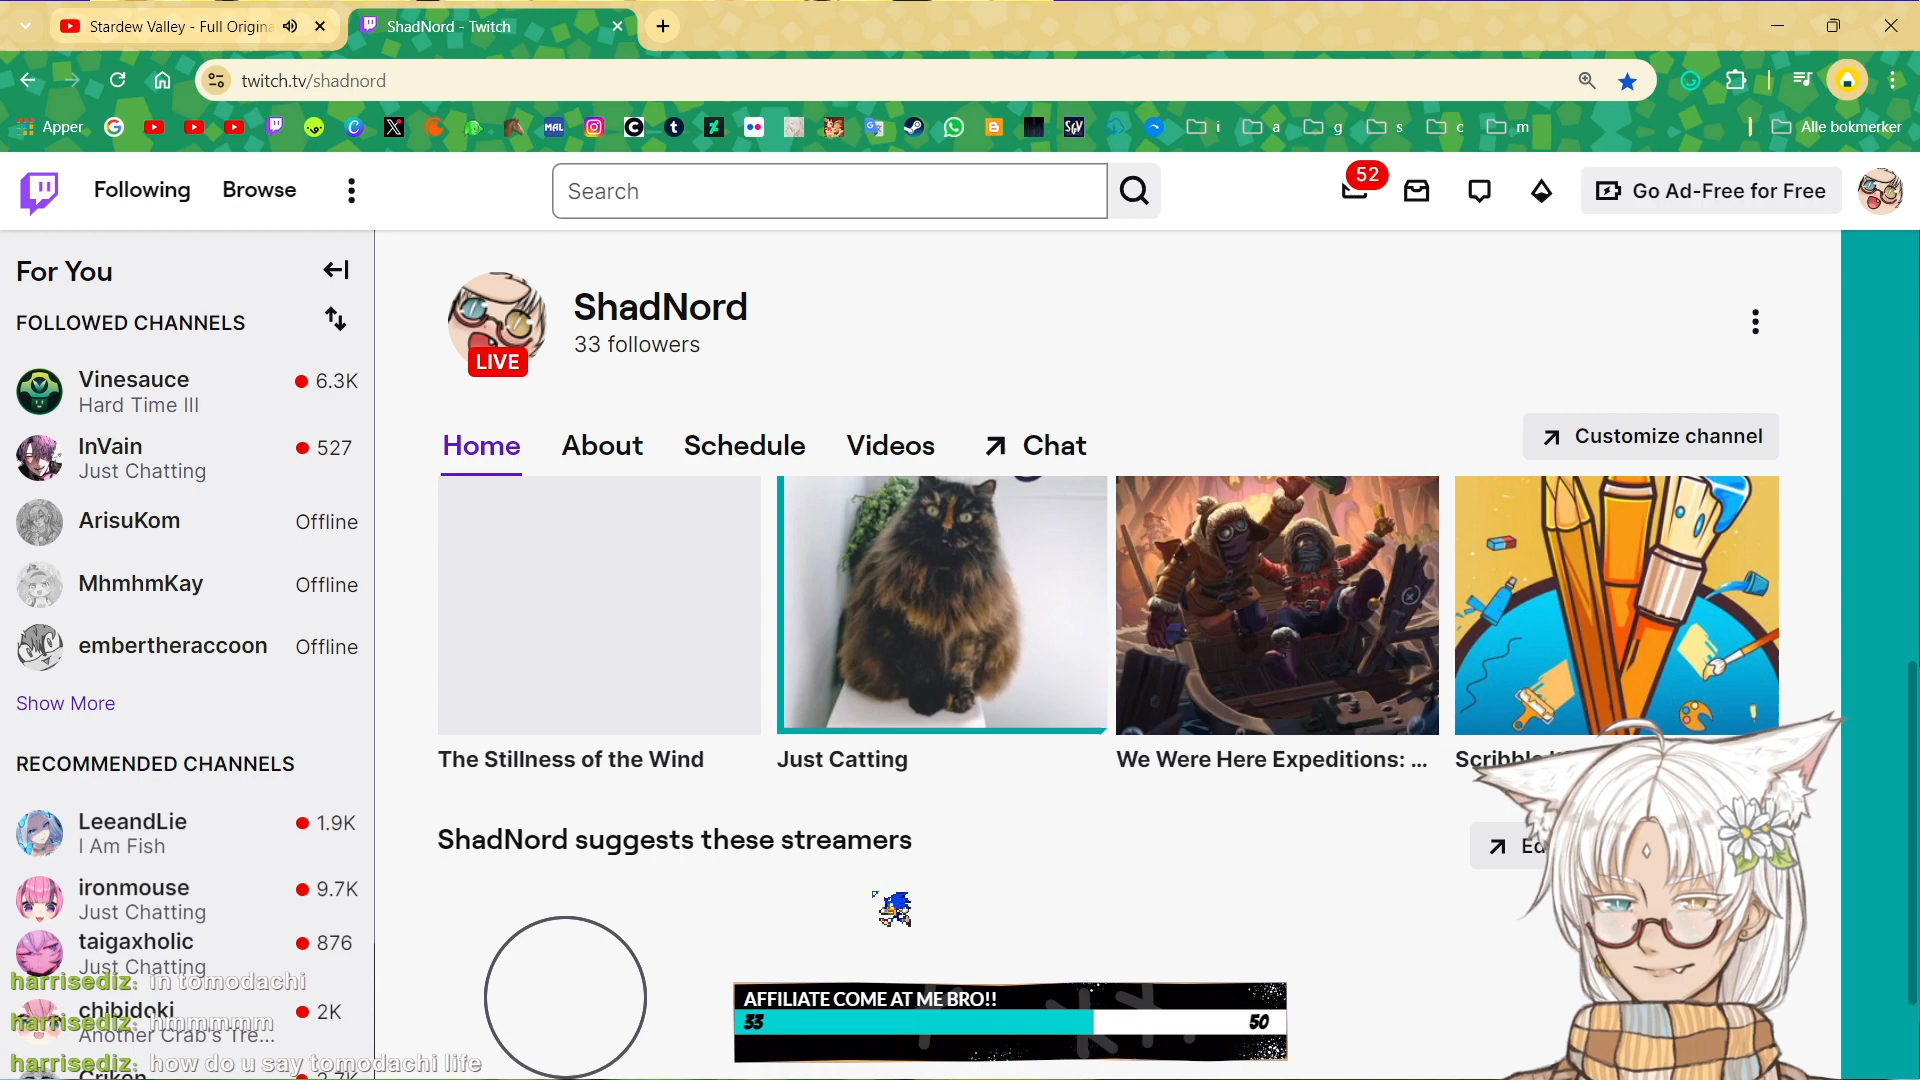 Stardew Valley - Full Origina
ShadNord - Twitch
twitch.tv/shadnord
Apper
MAL
SGV
i
a
g
s
c
m
Alle bokmerker
Following
Browse
Search
52
Go Ad-Free for Free
For You
FOLLOWED CHANNELS
Vinesauce
6.3K
Hard Time III
InVain
527
Just Chatting
ArisuKom
Offline
MhmhmKay
Offline
embertheraccoon
Offline
Show More
RECOMMENDED CHANNELS
LeeandLie
1.9K
I Am Fish
ironmouse
9.7K
Just Chatting
taigaxholic
876
Just Chatting
harrisediz: in tomodachi
chibidoki
2K
harrisediz: hmmmmm
Another Crab's Tre...
harrisediz: how do u say tomodachi life
ShadNord
33 followers
LIVE
Home
About
Schedule
Videos
Chat
Customize channel
The Stillness of the Wind
Just Catting
We Were Here Expeditions: ...
ShadNord suggests these streamers
AFFILIATE COME AT ME BRO!!
33
50